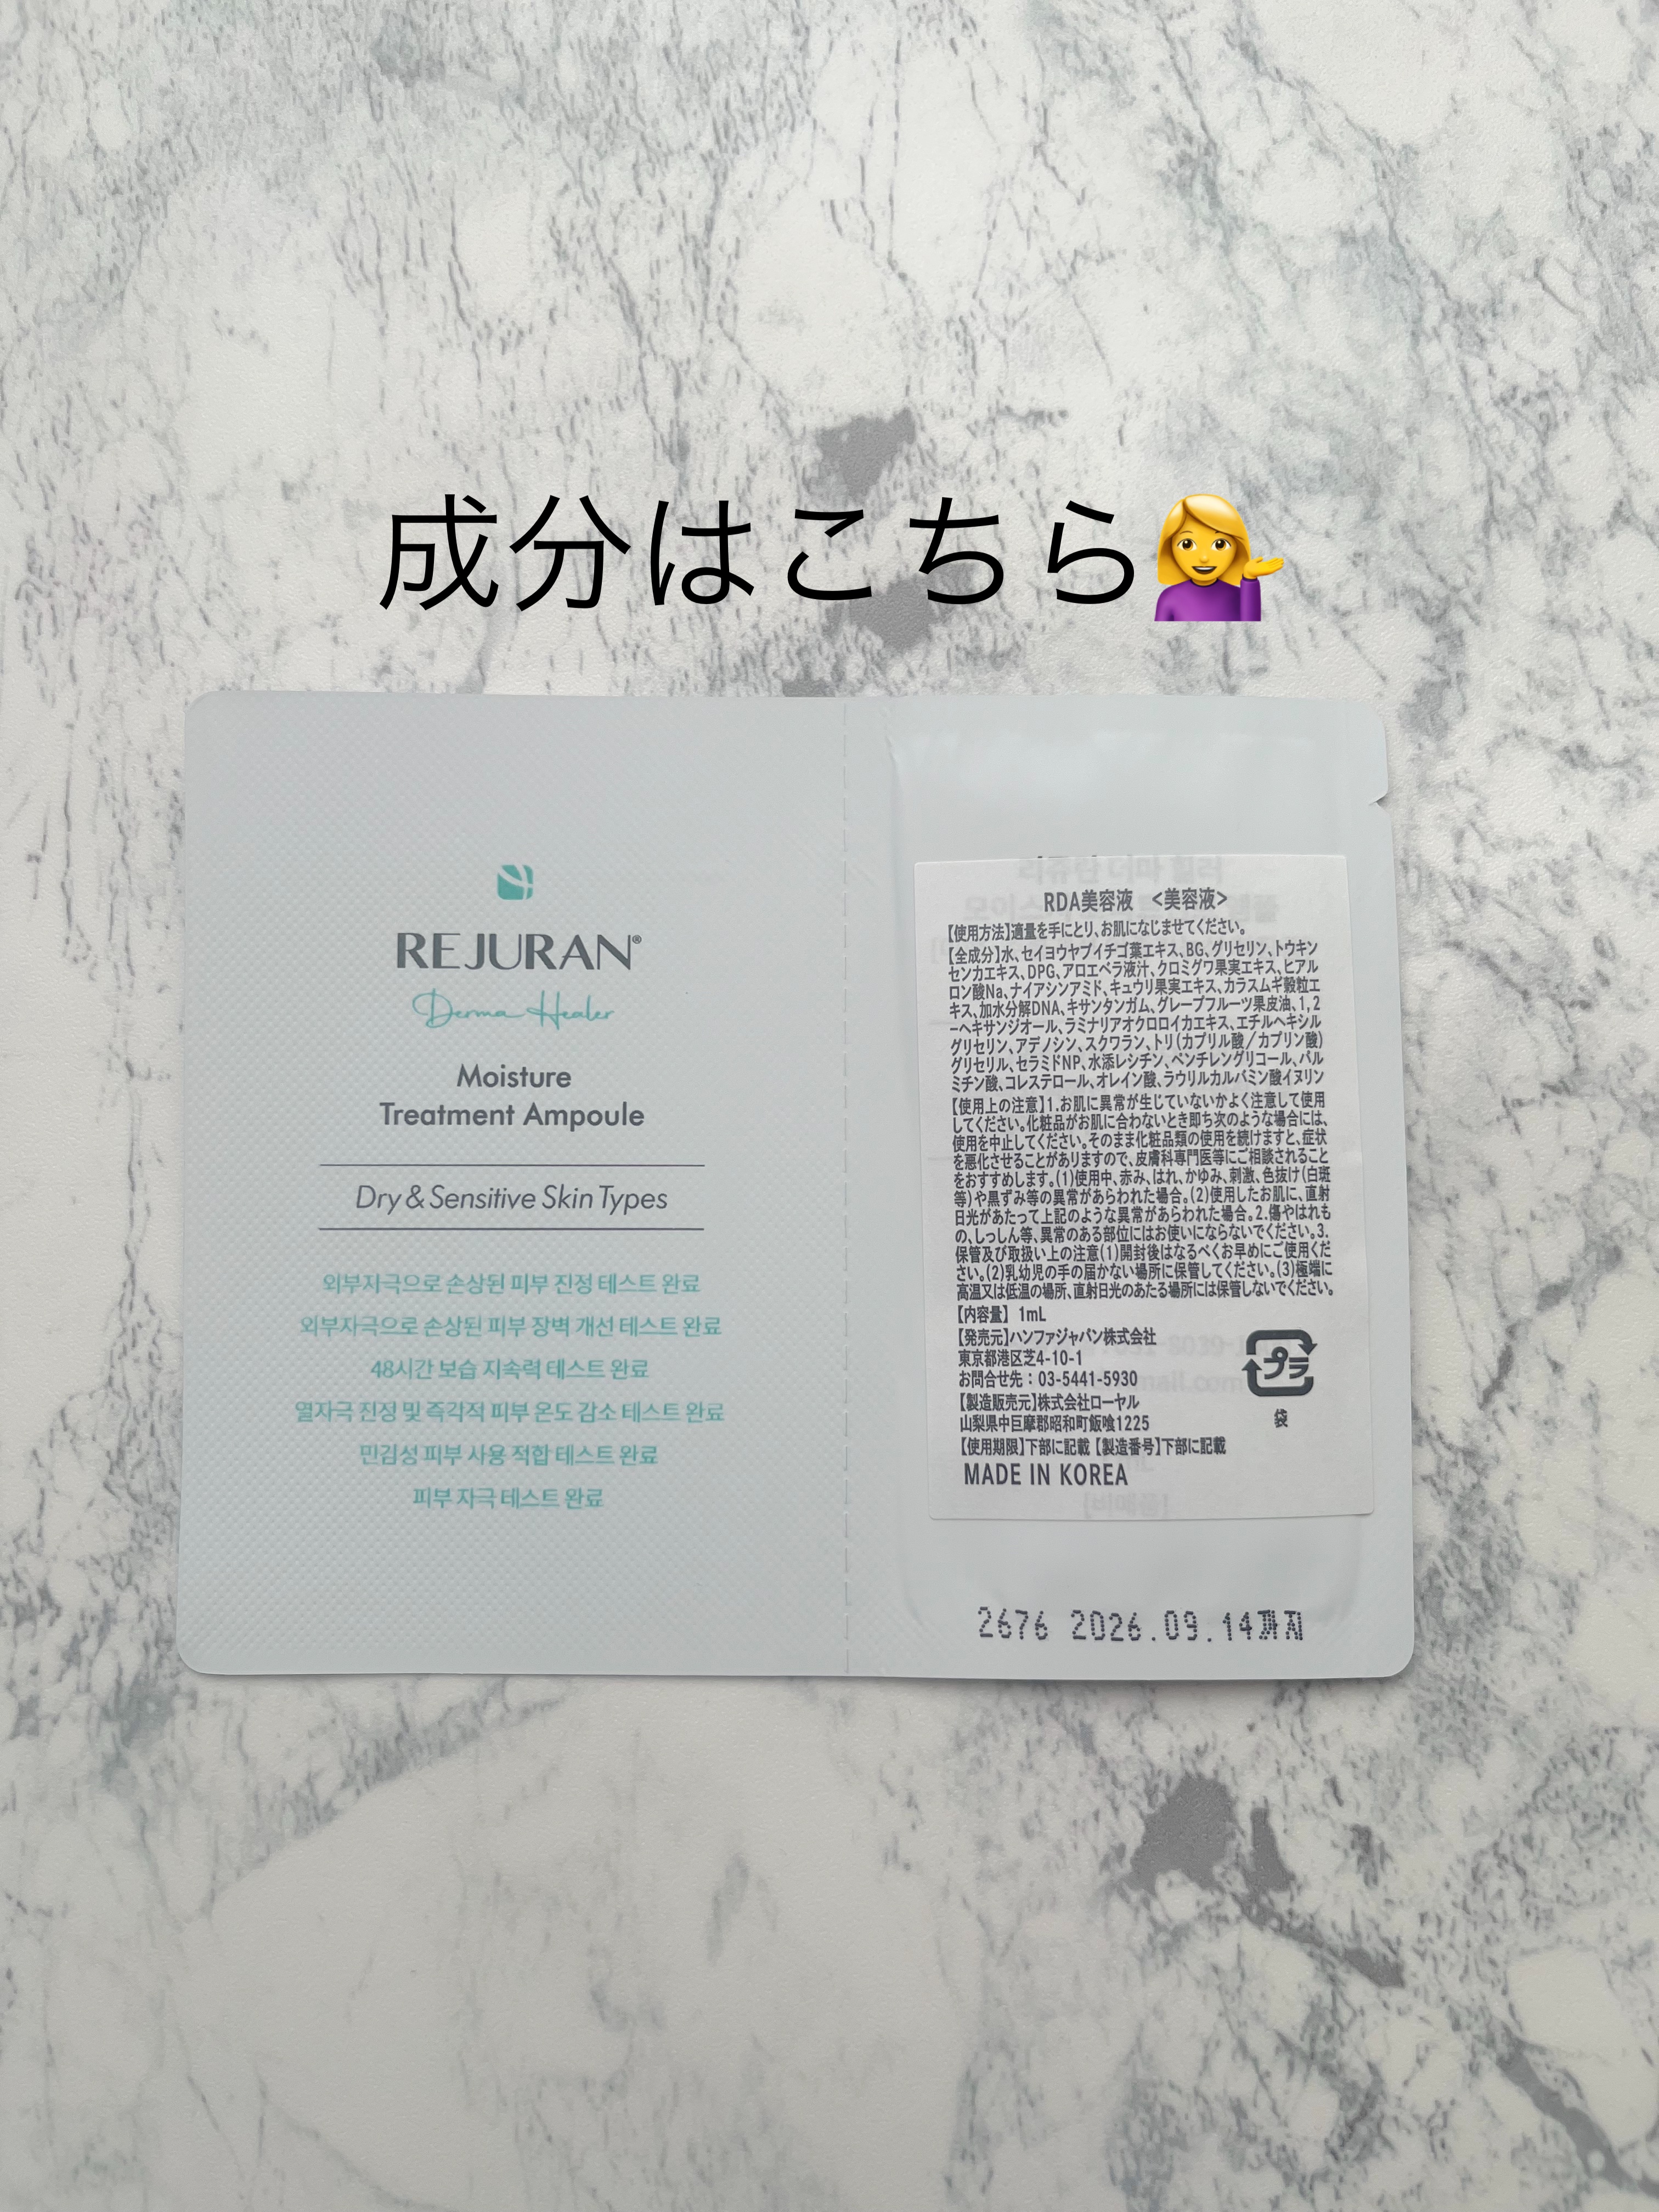 成分はこちら💁‍♀️
REJURAN®
Derma Healer
Moisture
Treatment Ampoule
Dry & Sensitive Skin Types
외부자극으로 손상된 피부 진정 테스트 완료
외부자극으로 손상된 피부 장벽 개선 테스트 완료
48시간 보습 지속력 테스트 완료
열자극 진정 및 즉각적 피부 온도 감소 테스트 완료
민감성 피부 사용 적합 테스트 완료
피부 자극 테스트 완료
RDA美容液 <美容液>
【使用方法】適量を手にとり、お肌になじませてください。
【全成分】水、セイヨウヤブイチゴ葉エキス、BG、グリセリン、トウキン
センカエキス、DPG、アロエベラ液汁、クロミグワ果実エキス、ヒアル
ロン酸Na、ナイアシンアミド、キュウリ果実エキス、カラスムギ穀粒エ
キス、加水分解DNA、キサンタンガム、グレープフルーツ果皮油、1,2
-ヘキサンジオール、ラミナリアオクロロイカエキス、エチルヘキシル
グリセリン、アデノシン、スクワラン、トリ(カプリル酸/カプリン酸)
グリセリル、セラミドNP、水添レシチン、ペンチレングリコール、パル
ミチン酸、コレステロール、オレイン酸、ラウリルカルバミン酸イヌリン
【使用上の注意】1.お肌に異常が生じていないかよく注意して使用
してください。化粧品がお肌に合わないとき即ち次のような場合には、
使用を中止してください。そのまま化粧品類の使用を続けますと、症状
を悪化させることがありますので、皮膚科専門医等にご相談されること
をおすすめします。(1)使用中、赤み、はれ、かゆみ、刺激、色抜け(白斑
等)や黒ずみ等の異常があらわれた場合。(2)使用したお肌に、直射
日光があたって上記のような異常があらわれた場合。2.傷やはれも
の、しっしん等、異常のある部位にはお使いにならないでください。3.
保管及び取扱い上の注意(1)開封後はなるべくお早めにご使用くだ
さい。(2)乳幼児の手の届かない場所に保管してください。(3)極端に
高温又は低温の場所、直射日光のあたる場所には保管しないでください。
【内容量】 1mL
【発売元】ハンファジャパン株式会社
東京都港区芝4-10-1
お問合せ先：03-5441-5930
【製造販売元】株式会社ローヤル
山梨県中巨摩郡昭和町飯喰1225
【使用期限】下部に記載【製造番号】下部に記載
MADE IN KOREA
プラ
袋
2676 2026.09.14까지